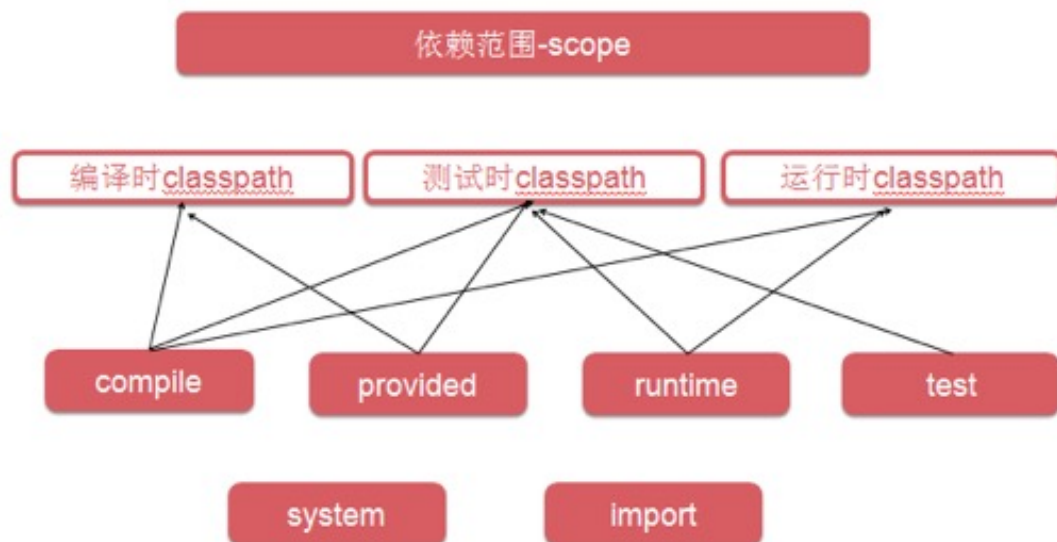 依赖范围-scope
编译时classpath
测试时classpath
运行时classpath
compile
provided
runtime
test
system
import